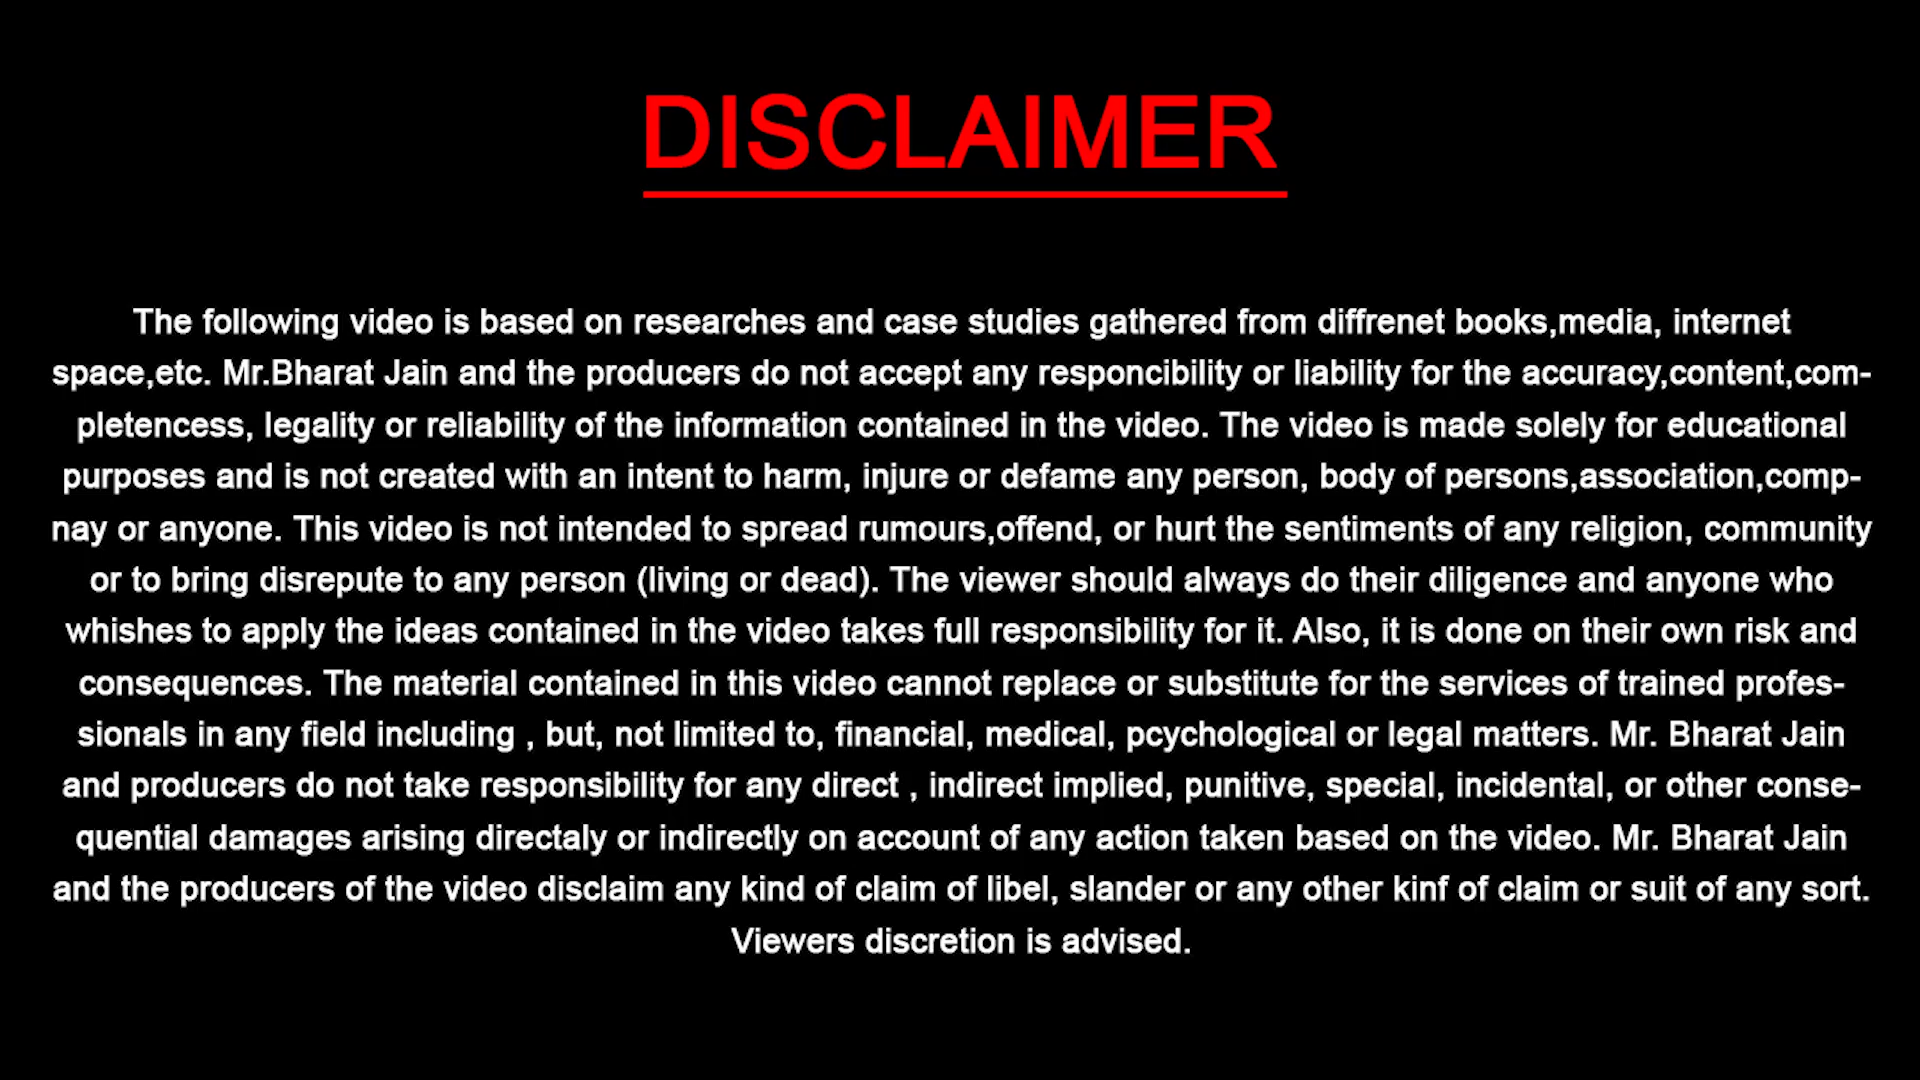 DISCLAIMER
The following video is based on researches and case studies gathered from diffrenet books,media, internet
space,etc. Mr.Bharat Jain and the producers do not accept any responcibility or liability for the accuracy,content,com-
pletencess, legality or reliability of the information contained in the video. The video is made solely for educational
purposes and is not created with an intent to harm, injure or defame any person, body of persons,association,comp-
nay or anyone. This video is not intended to spread rumours,offend, or hurt the sentiments of any religion, community
or to bring disrepute to any person (living or dead). The viewer should always do their diligence and anyone who
whishes to apply the ideas contained in the video takes full responsibility for it. Also, it is done on their own risk and
consequences. The material contained in this video cannot replace or substitute for the services of trained profes-
sionals in any field including , but, not limited to, financial, medical, pcychological or legal matters. Mr. Bharat Jain
and producers do not take responsibility for any direct , indirect implied, punitive, special, incidental, or other conse-
quential damages arising directaly or indirectly on account of any action taken based on the video. Mr. Bharat Jain
and the producers of the video disclaim any kind of claim of libel, slander or any other kinf of claim or suit of any sort.
Viewers discretion is advised.